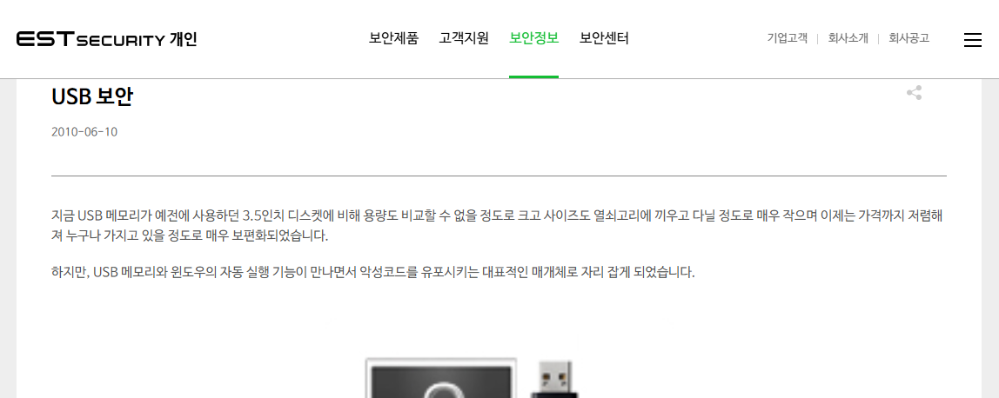 ESTSECURITY 개인
보안제품 고객지원 보안정보 보안센터
기업고객 회사소개 회사공고
USB 보안
2010-06-10
지금 USB 메모리가 예전에 사용하던 3.5인치 디스켓에 비해 용량도 비교할 수 없을 정도로 크고 사이즈도 열쇠고리에 끼우고 다닐 정도로 매우 작으며 이제는 가격까지 저렴해
져 누구나 가지고 있을 정도로 매우 보편화되었습니다.
하지만, USB 메모리와 윈도우의 자동 실행 기능이 만나면서 악성코드를 유포시키는 대표적인 매개체로 자리 잡게 되었습니다.